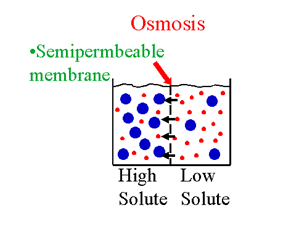 Osmosis
•Semipermbeable
membrane
High Low
Solute Solute